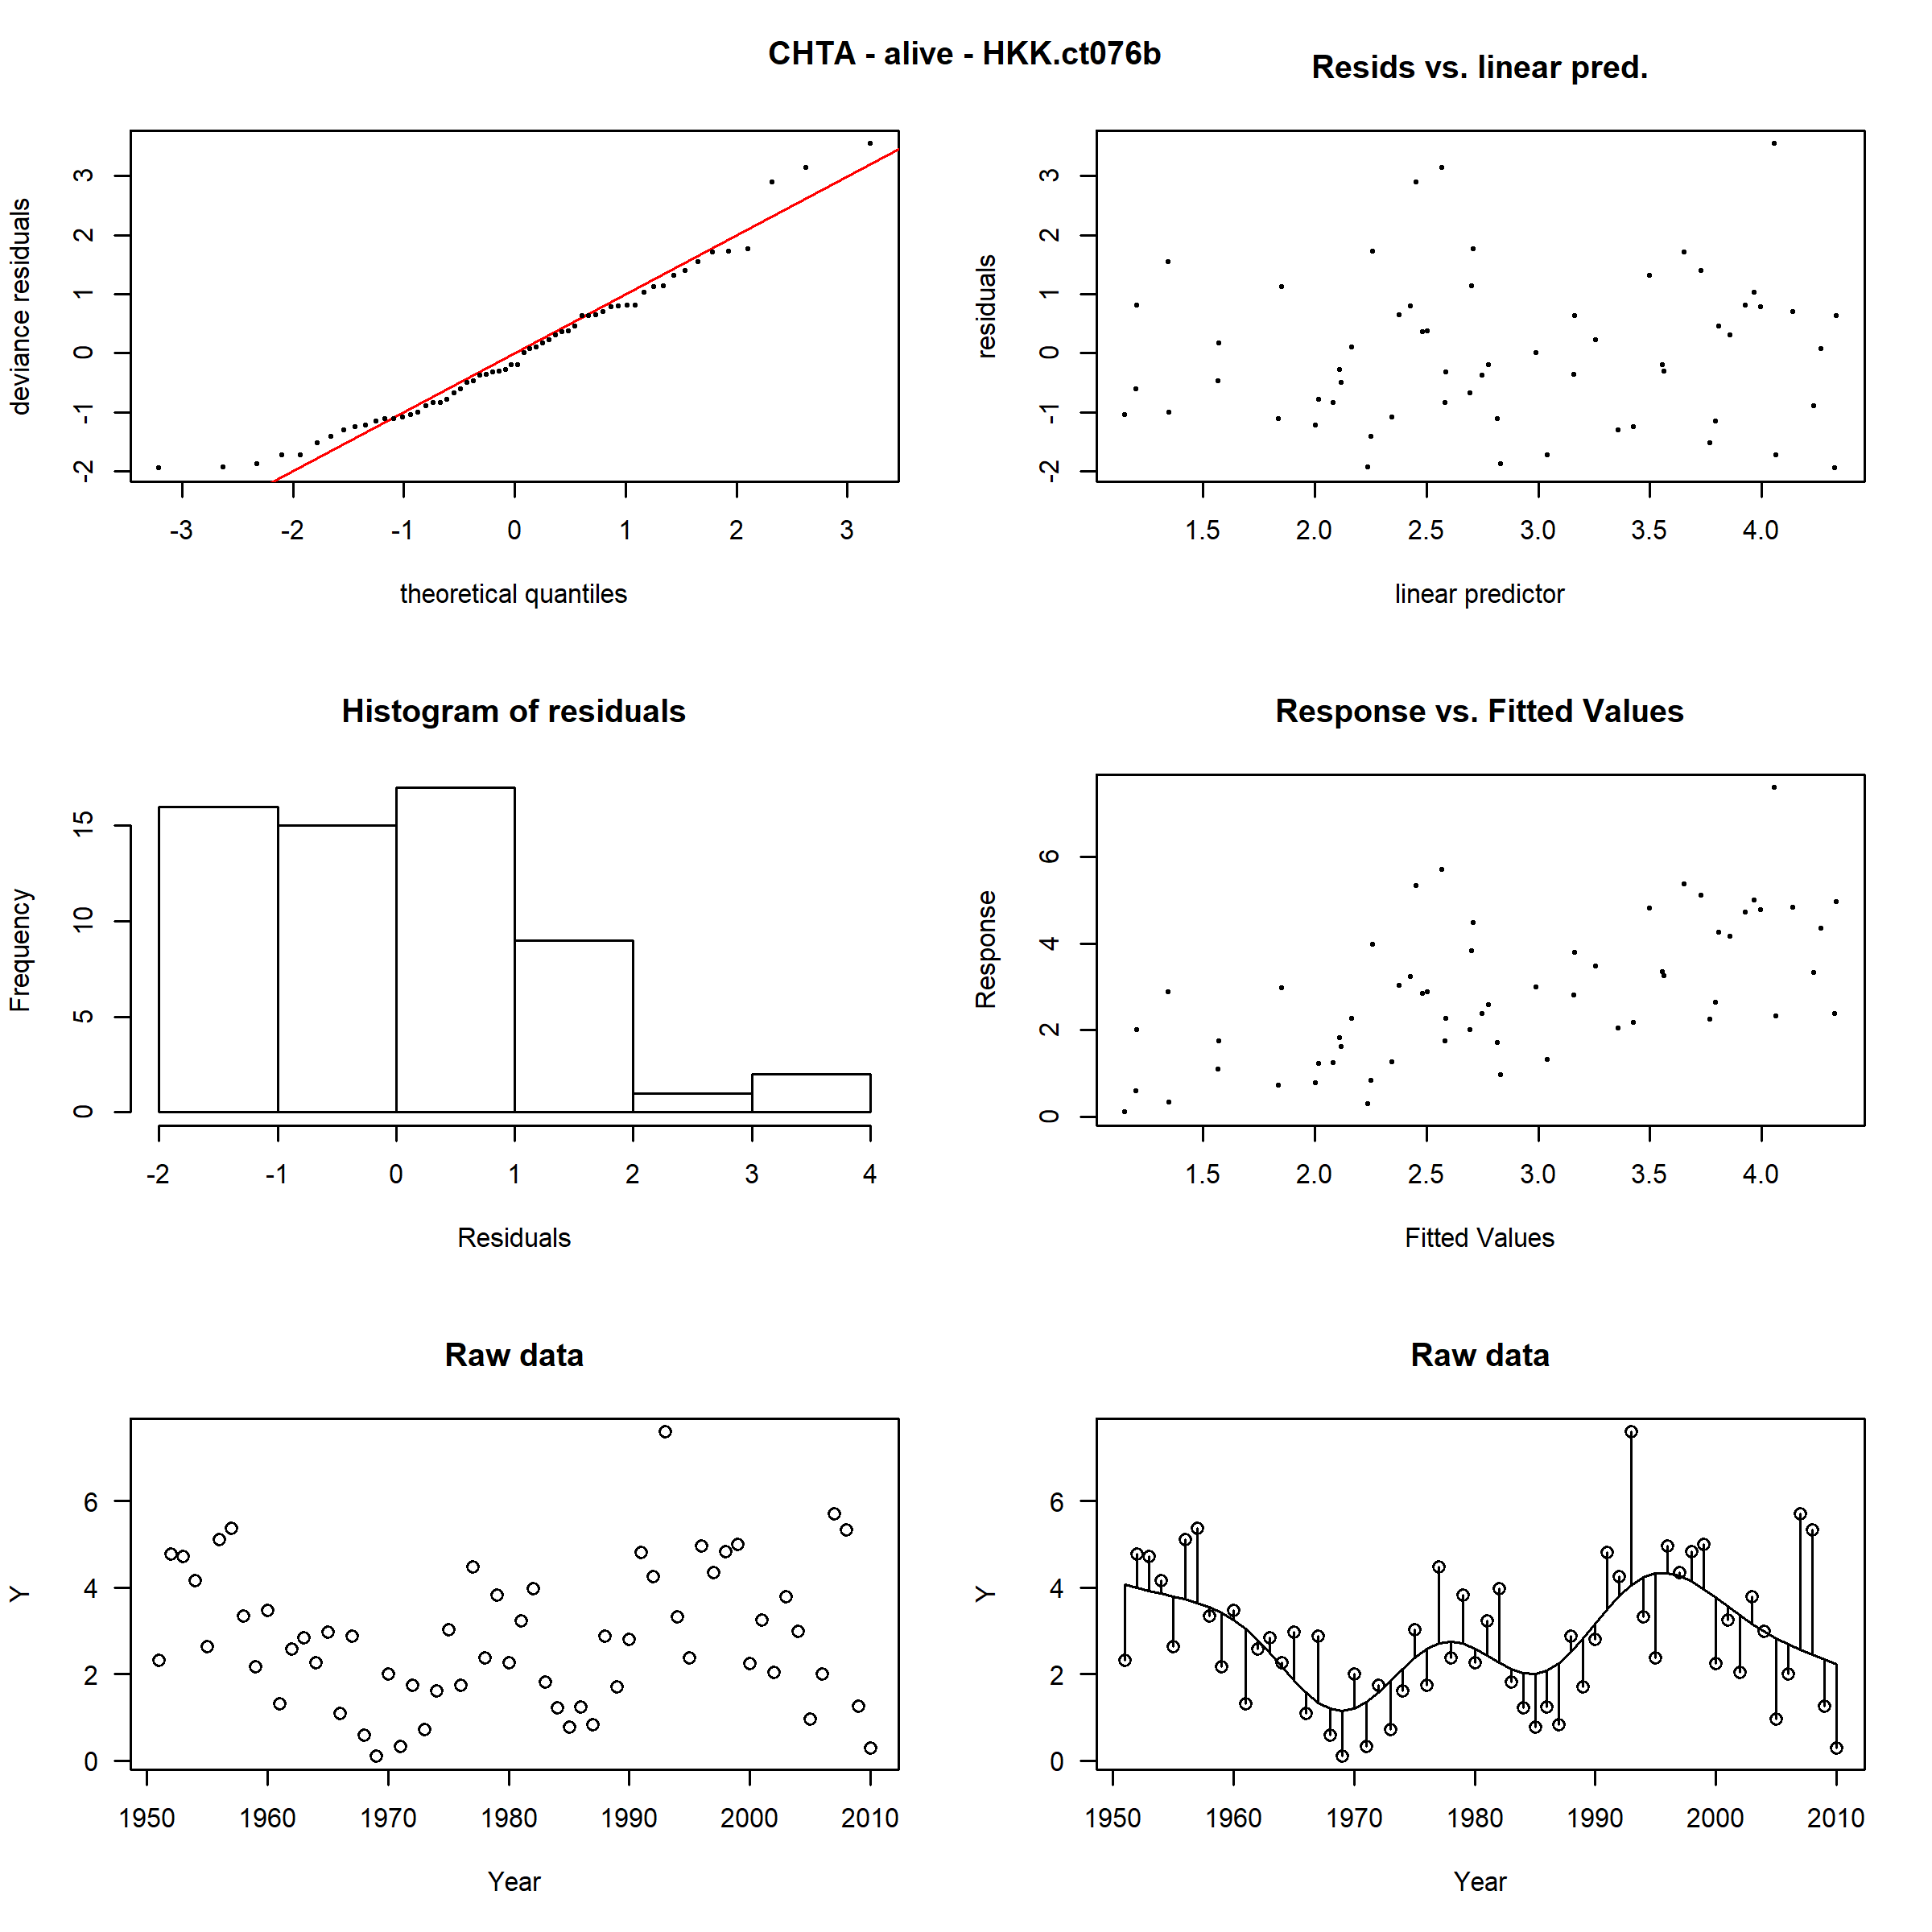 CHTA - alive - HKK.ct076b
Resids vs. linear pred.
deviance residuals
3
2
1
0
-1
-2
-3 -2 -1 0 1 2 3
theoretical quantiles
residuals
3
2
1
0
-1
-2
1.5 2.0 2.5 3.0 3.5 4.0
linear predictor
Histogram of residuals
Frequency
15
10
5
0
-2 -1 0 1 2 3 4
Residuals
Response vs. Fitted Values
Response
6
4
2
0
1.5 2.0 2.5 3.0 3.5 4.0
Fitted Values
Raw data
Y
6
4
2
0
1950 1960 1970 1980 1990 2000 2010
Year
Raw data
Y
6
4
2
0
1950 1960 1970 1980 1990 2000 2010
Year